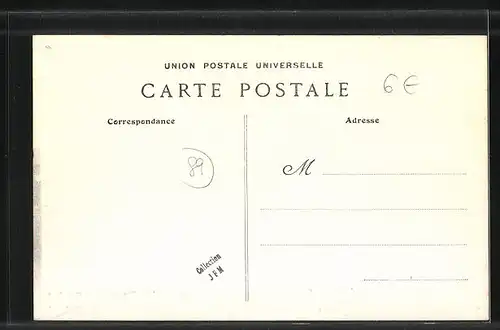 UNION POSTALE UNIVERSELLE
CARTE POSTALE
6€
Correspondance
Adresse
89
M
Collection
J F M